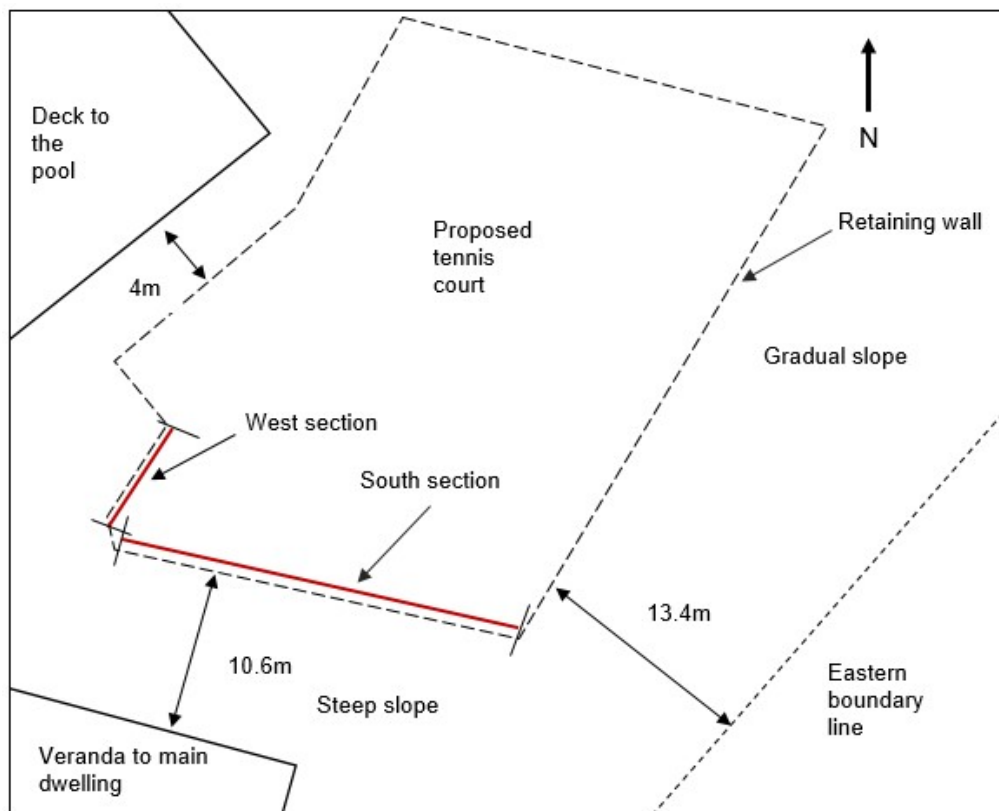 Deck to
the
pool
N
Proposed
tennis
court
Retaining wall
4m
Gradual slope
West section
South section
13.4m
10.6m
Steep slope
Eastern
boundary
line
Veranda to main
dwelling